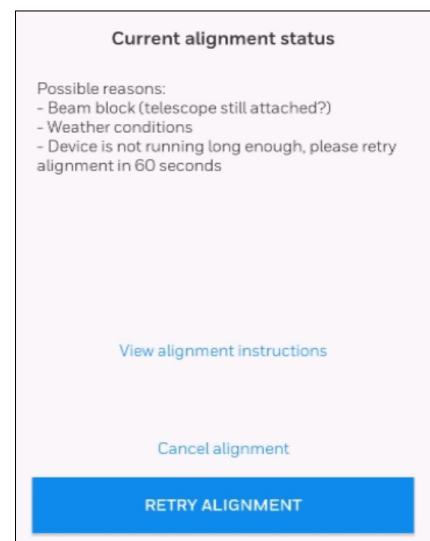 Current alignment status
Possible reasons:
- Beam block (telescope still attached?)
- Weather conditions
- Device is not running long enough, please retry
alignment in 60 seconds
View alignment instructions
Cancel alignment
RETRY ALIGNMENT